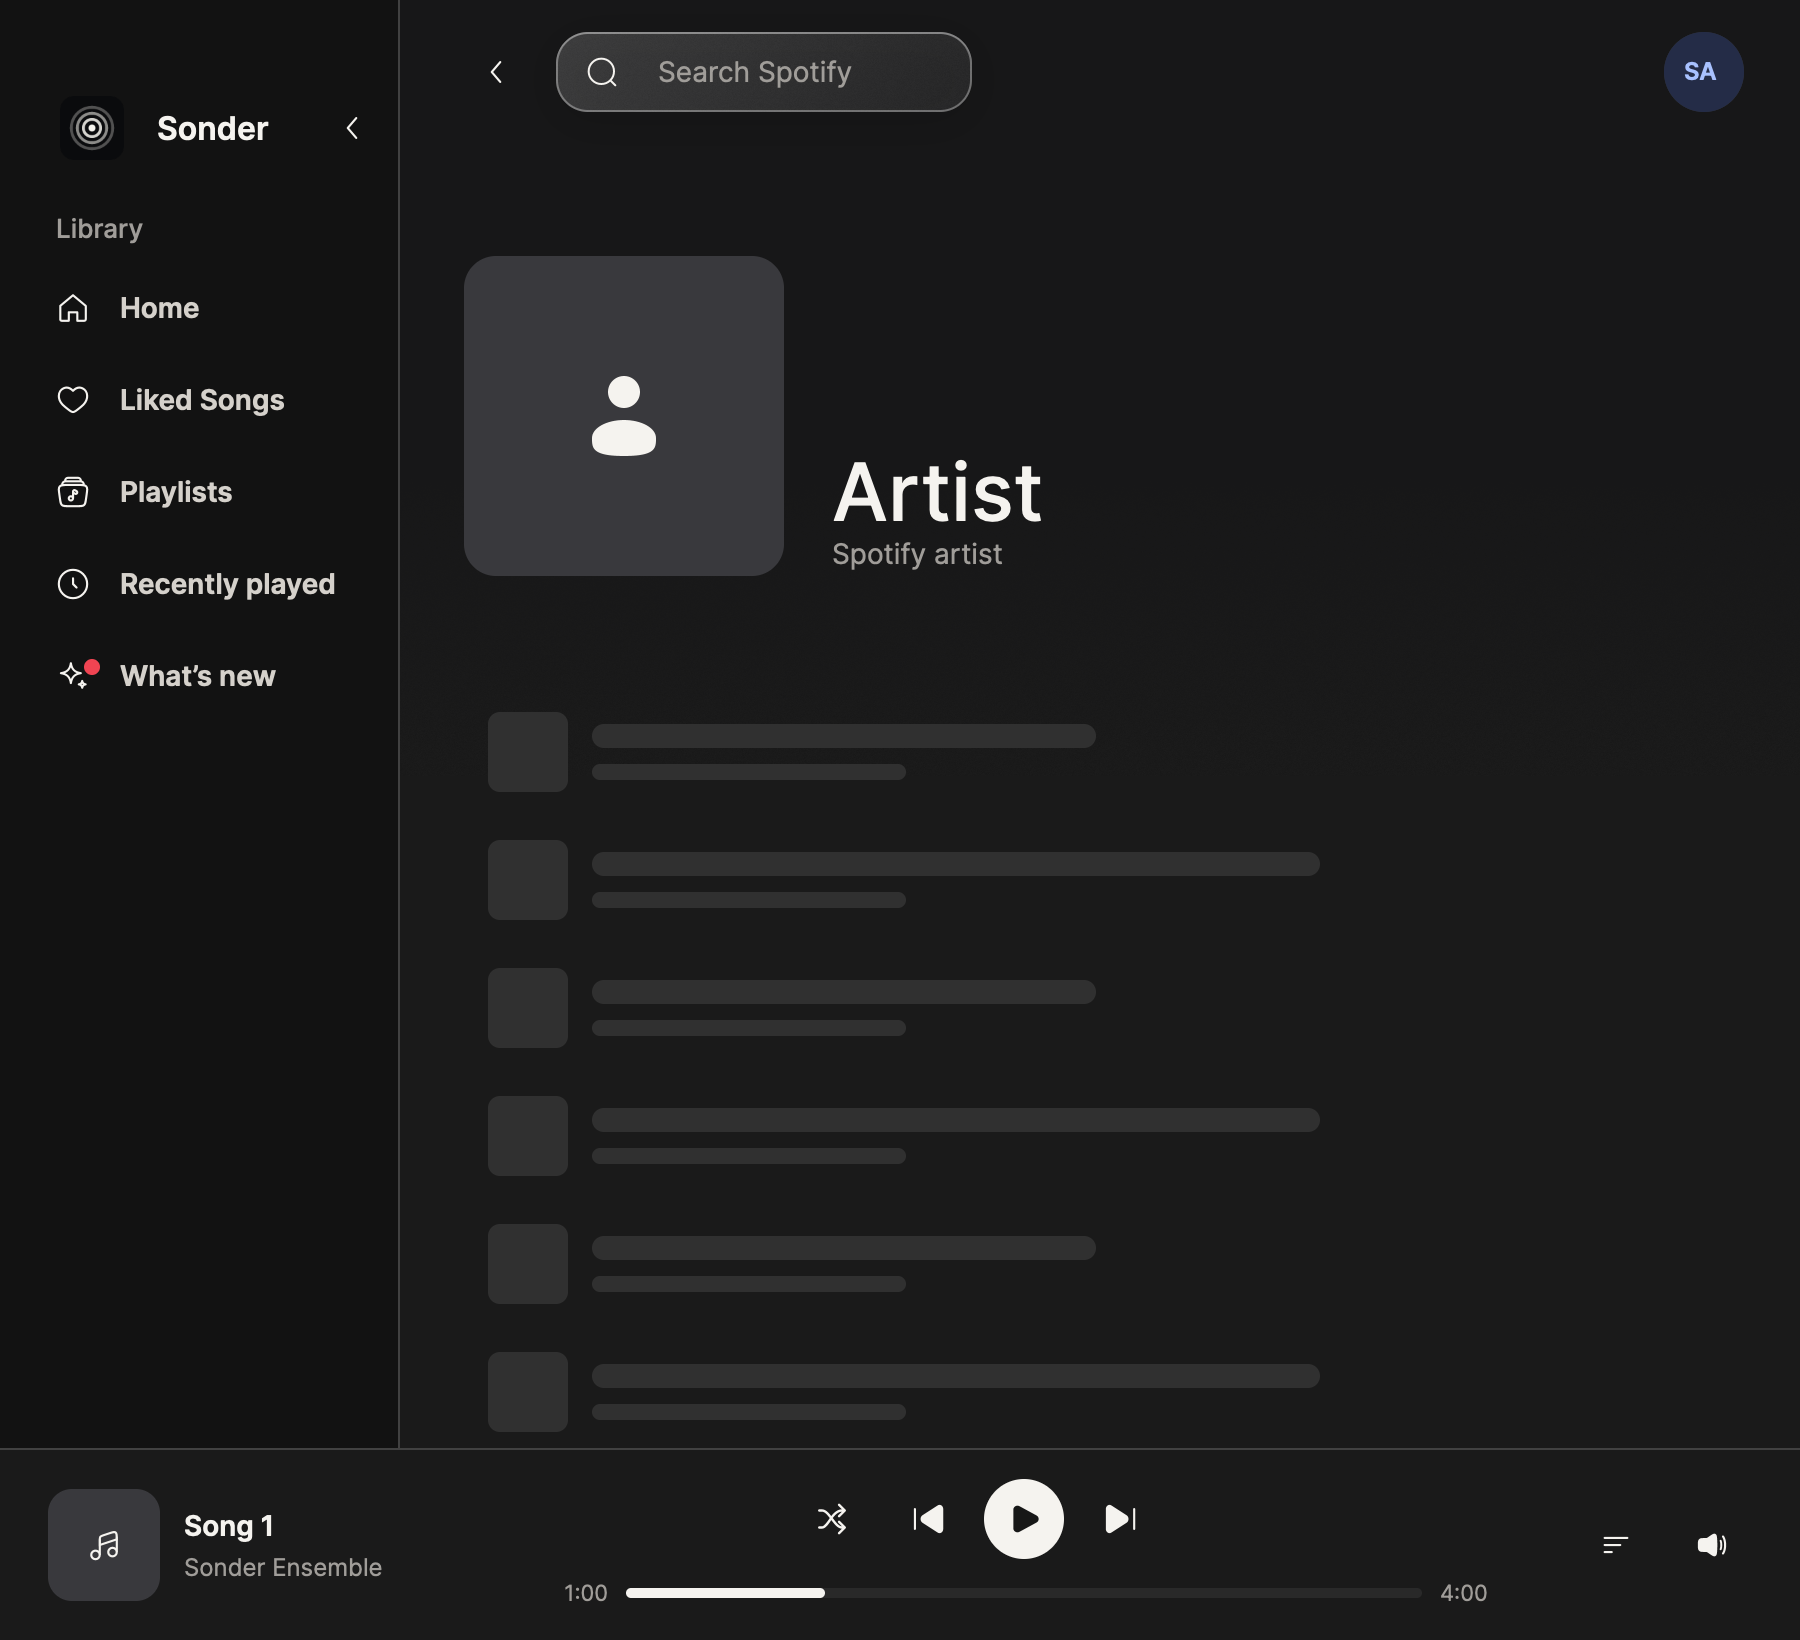 Search Spotify
SA
Sonder
Library
Home
Liked Songs
Playlists
Recently played
What’s new
Artist
Spotify artist
Song 1
Sonder Ensemble
1:00
4:00